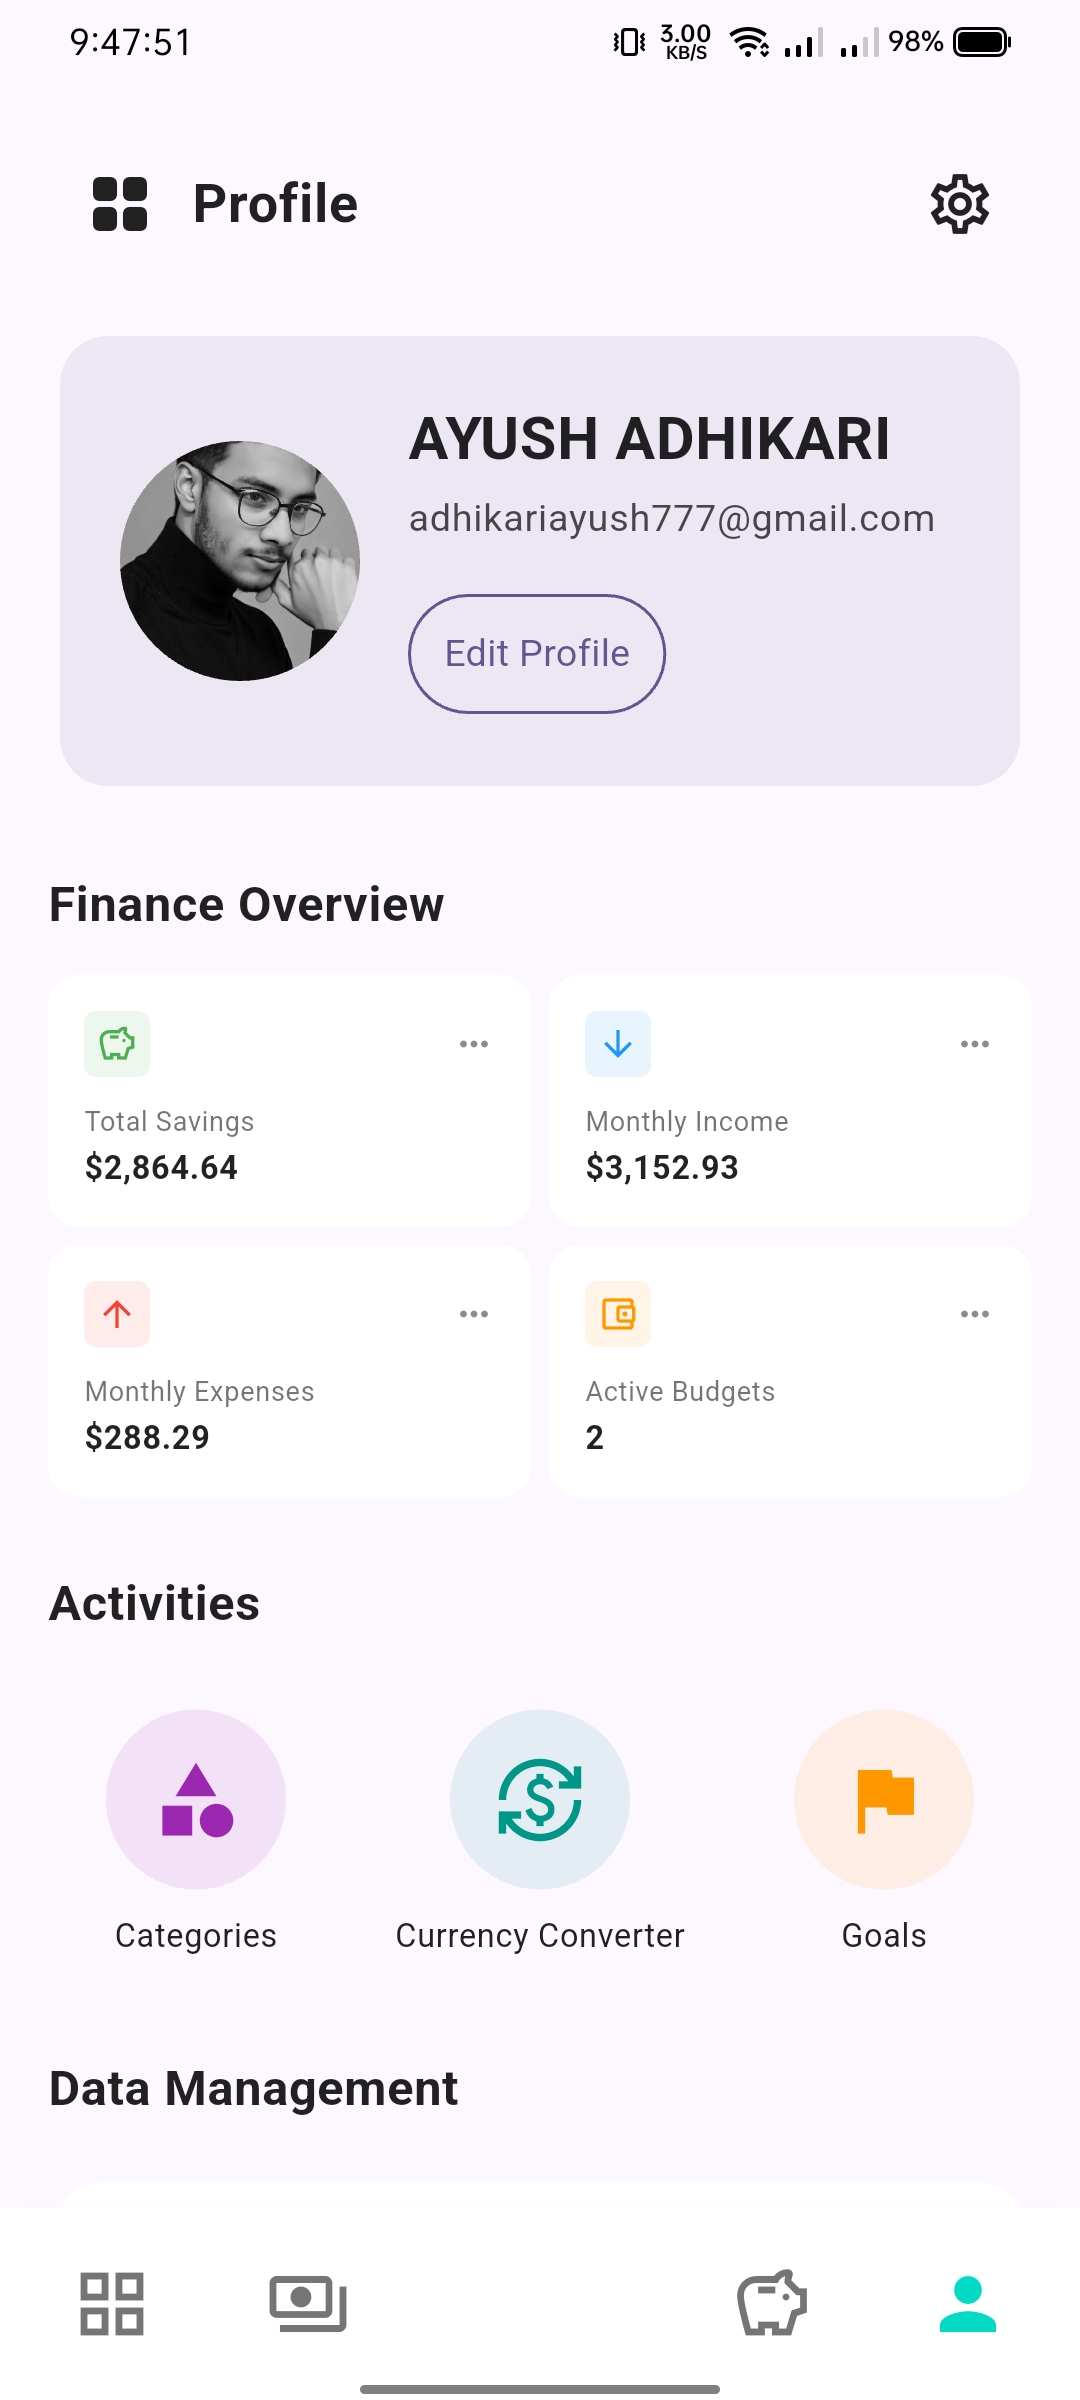 9:47:51
3.00
KB/S
98%
Profile
AYUSH ADHIKARI
adhikariayush777@gmail.com
Edit Profile
Finance Overview
Total Savings
$2,864.64
Monthly Income
$3,152.93
Monthly Expenses
$288.29
Active Budgets
2
Activities
Categories
Currency Converter
Goals
Data Management